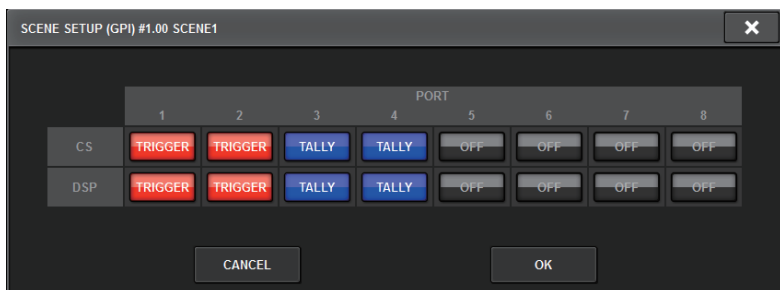 SCENE SETUP (GPI) #1.00 SCENE1
PORT
1 2 3 4 5 6 7 8
CS TRIGGER TRIGGER TALLY TALLY OFF OFF OFF OFF
DSP TRIGGER TRIGGER TALLY TALLY OFF OFF OFF OFF
CANCEL OK